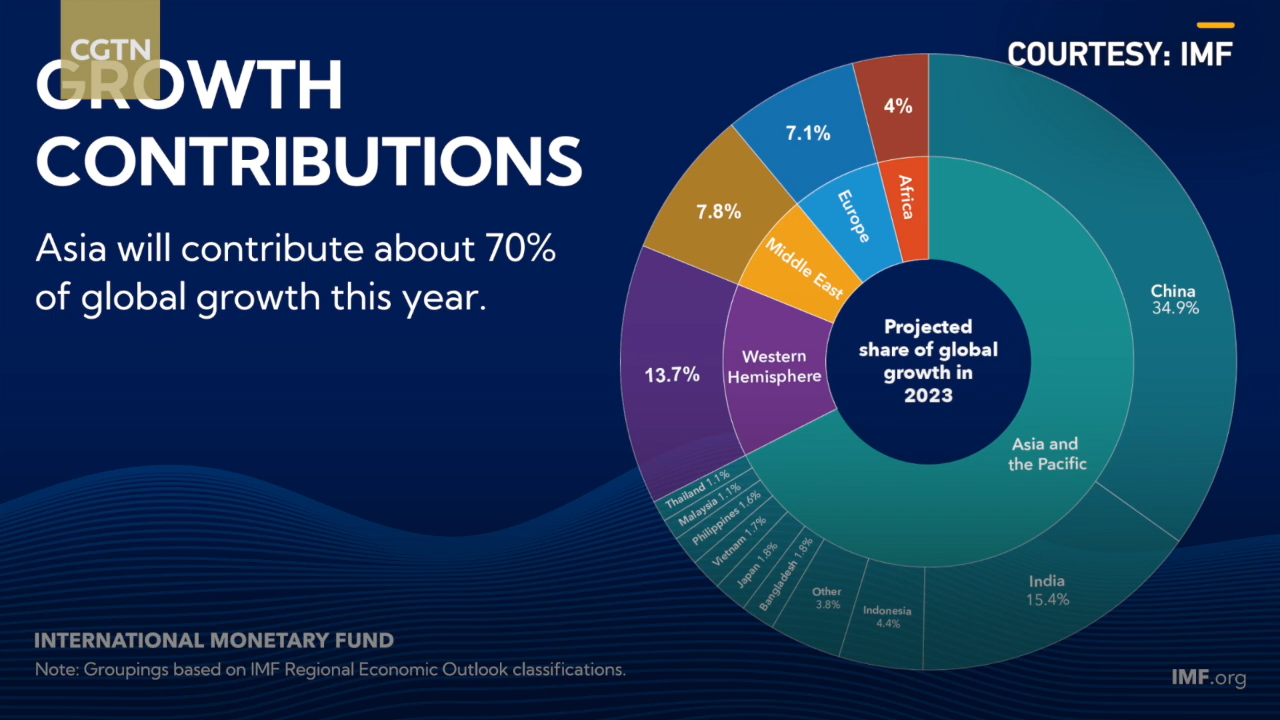 CGTN
COURTESY: IMF
GROWTH
CONTRIBUTIONS
Asia will contribute about 70%
of global growth this year.
Projected
share of global
growth in
2023
Asia and
the Pacific
China
34.9%
India
15.4%
Indonesia
4.4%
Other
3.8%
Bangladesh 1.8%
Japan 1.8%
Vietnam 1.7%
Philippines 1.6%
Malaysia 1.1%
Thailand 1.1%
Western
Hemisphere
13.7%
Middle East
7.8%
Europe
7.1%
Africa
4%
INTERNATIONAL MONETARY FUND
Note: Groupings based on IMF Regional Economic Outlook classifications.
IMF.org